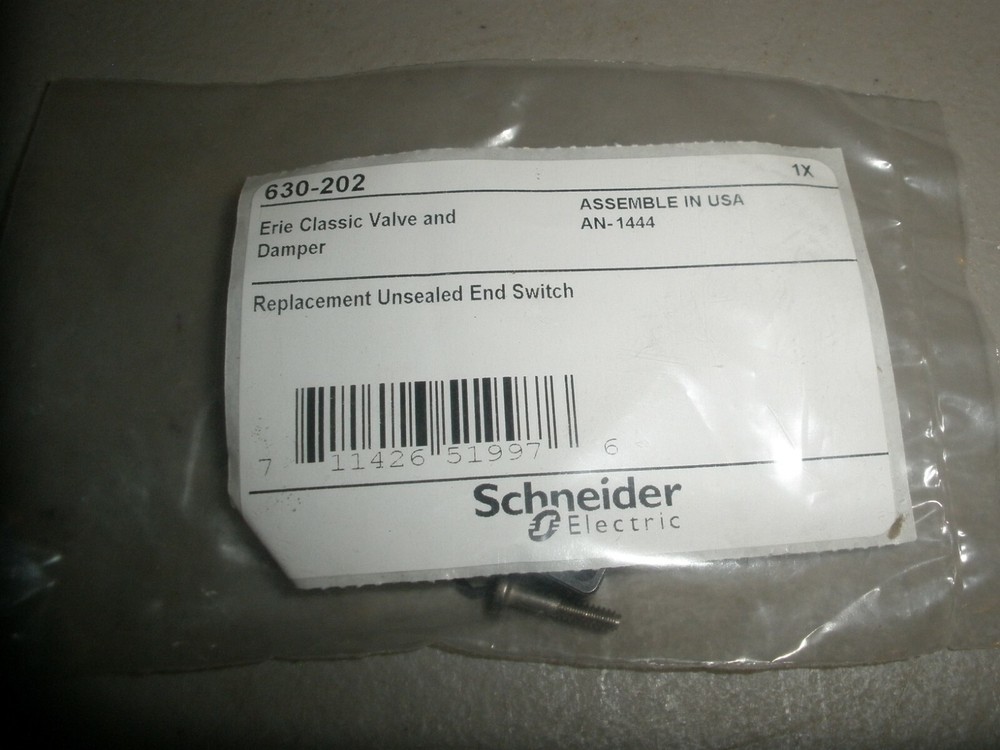 630-202
1X
Erie Classic Valve and
Damper
ASSEMBLE IN USA
AN-1444
Replacement Unsealed End Switch
7 11426 51997 6
Schneider
Electric